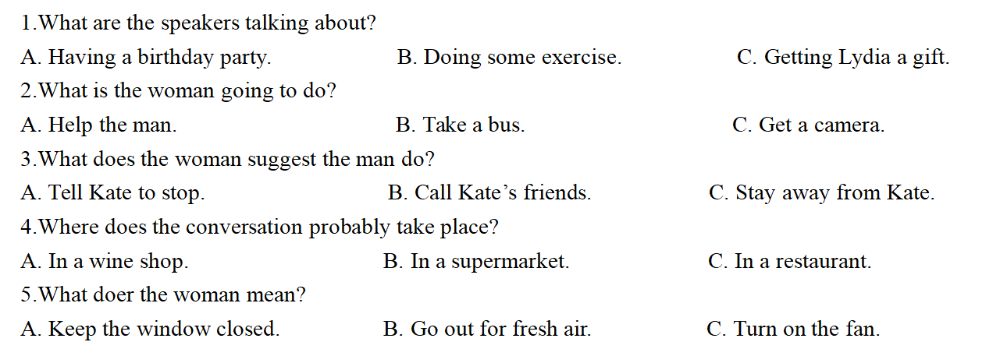 1.What are the speakers talking about?
A. Having a birthday party. B. Doing some exercise. C. Getting Lydia a gift.
2.What is the woman going to do?
A. Help the man. B. Take a bus. C. Get a camera.
3.What does the woman suggest the man do?
A. Tell Kate to stop. B. Call Kate’s friends. C. Stay away from Kate.
4.Where does the conversation probably take place?
A. In a wine shop. B. In a supermarket. C. In a restaurant.
5.What doer the woman mean?
A. Keep the window closed. B. Go out for fresh air. C. Turn on the fan.